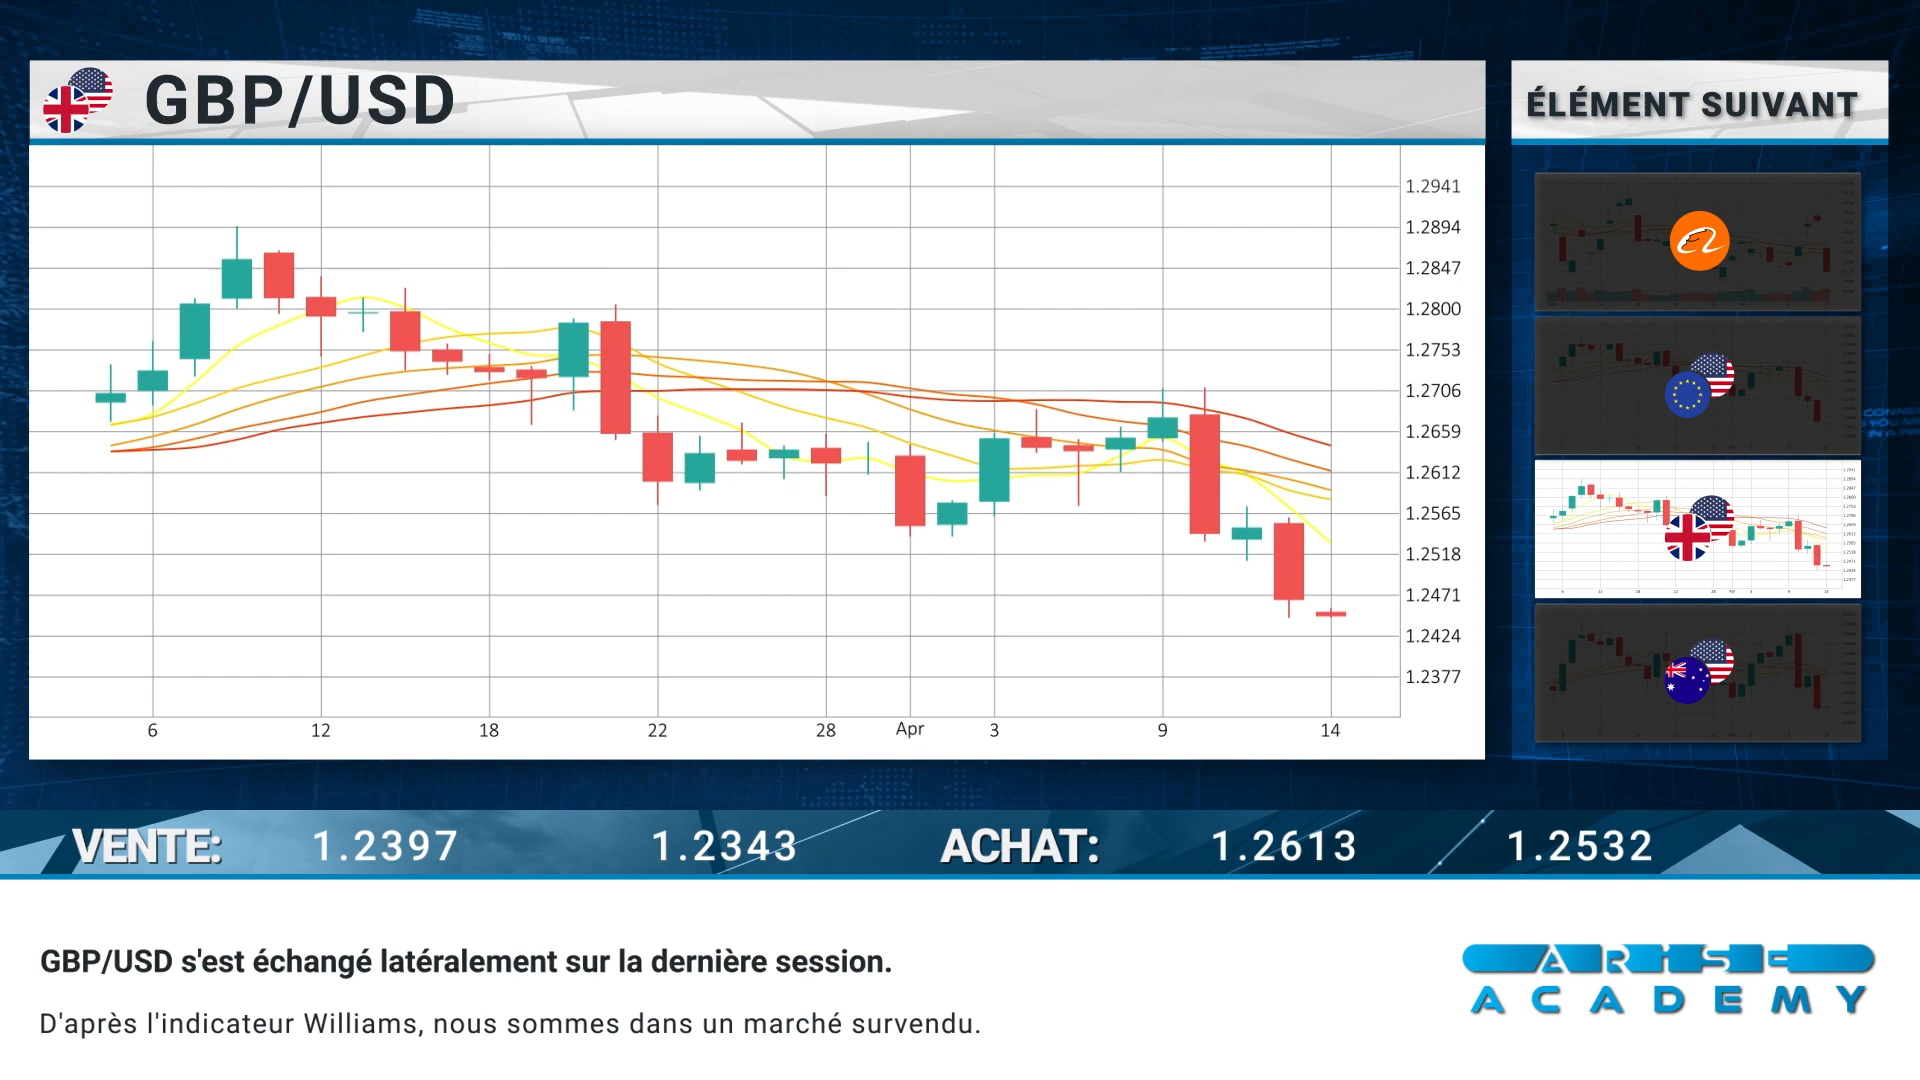 GBP/USD
ÉLÉMENT SUIVANT
1.2941
1.2894
1.2847
1.2800
1.2753
1.2706
1.2659
1.2612
1.2565
1.2518
1.2471
1.2424
1.2377
6 12 18 22 28 Apr 3 9 14
VENTE: 1.2397 1.2343 ACHAT: 1.2613 1.2532
GBP/USD s'est échangé latéralement sur la dernière session.
D'après l'indicateur Williams, nous sommes dans un marché survendu.
ARISE
ACADEMY